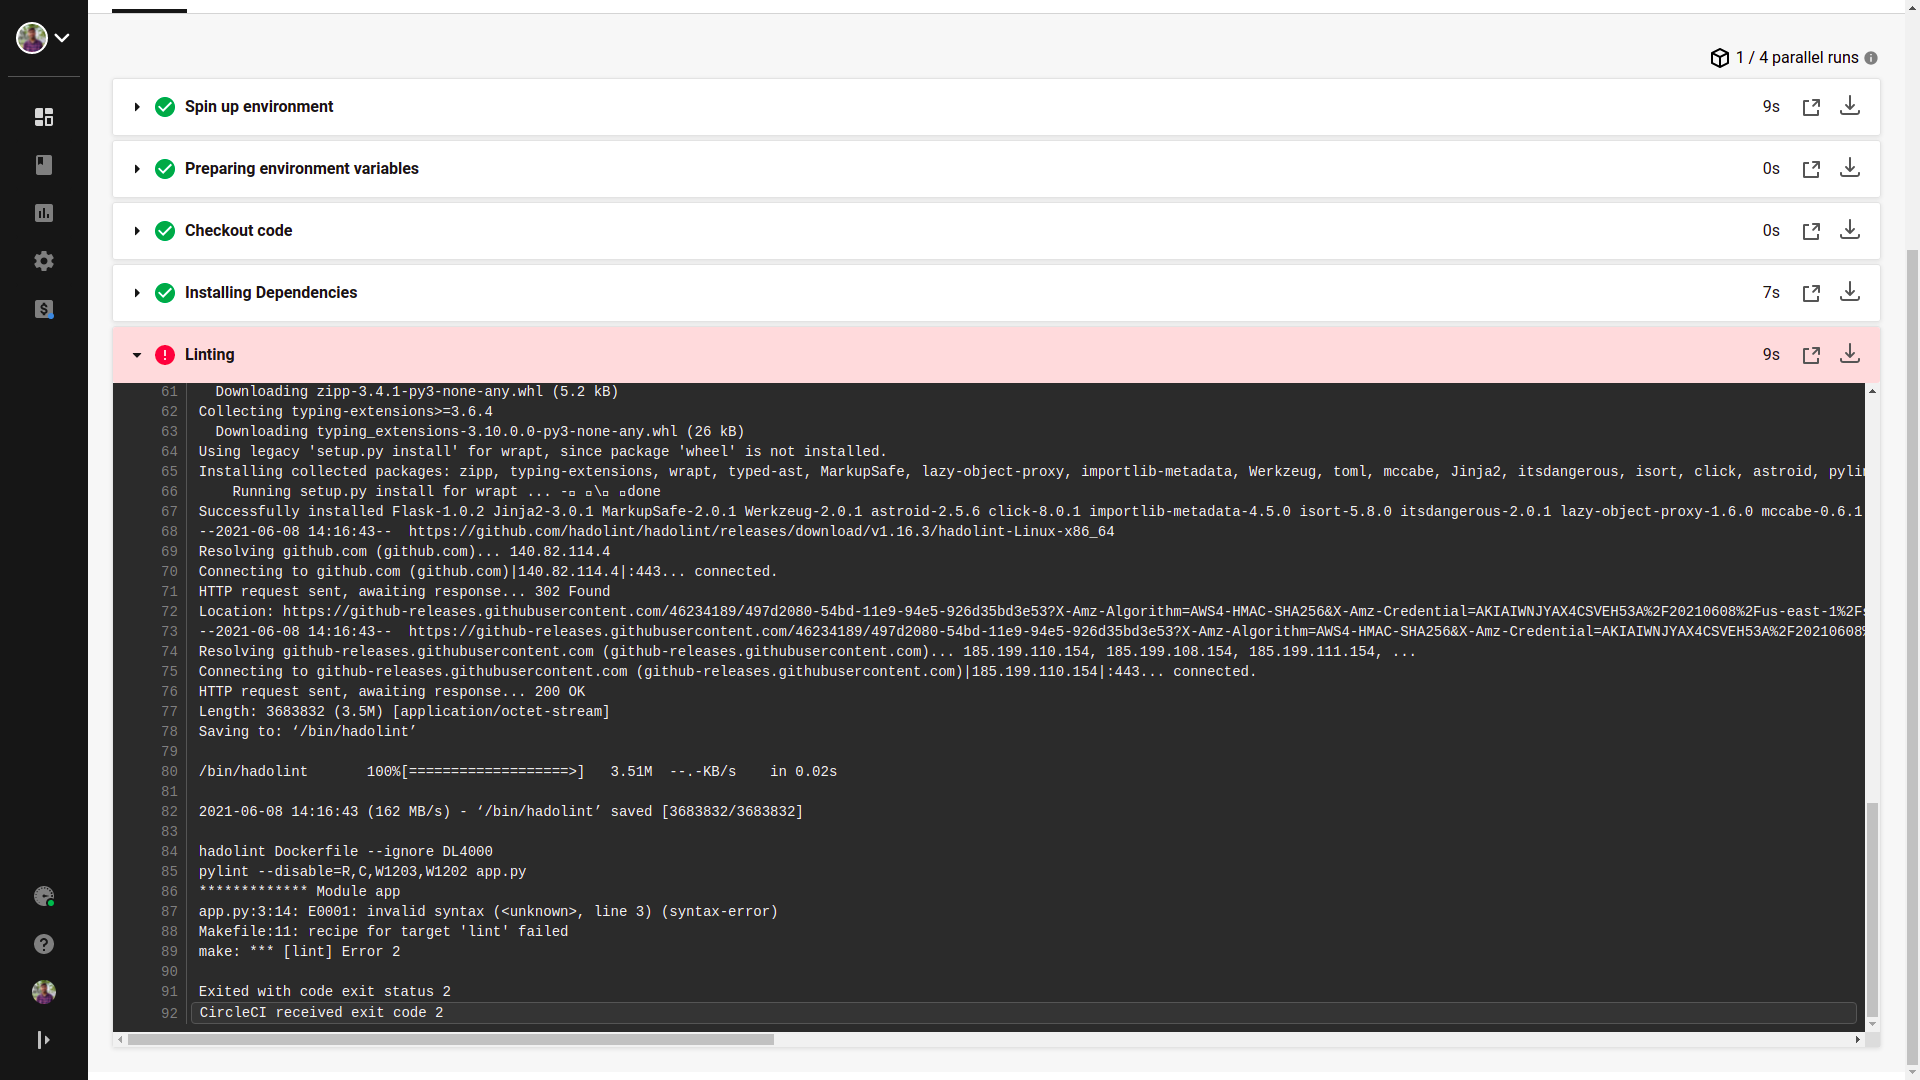 1 / 4 parallel runs
Spin up environment 9s
Preparing environment variables 0s
Checkout code 0s
Installing Dependencies 7s
Linting 9s
61   Downloading zipp-3.4.1-py3-none-any.whl (5.2 kB)
62 Collecting typing-extensions>=3.6.4
63   Downloading typing_extensions-3.10.0.0-py3-none-any.whl (26 kB)
64 Using legacy 'setup.py install' for wrapt, since package 'wheel' is not installed.
65 Installing collected packages: zipp, typing-extensions, wrapt, typed-ast, MarkupSafe, lazy-object-proxy, importlib-metadata, Werkzeug, toml, mccabe, Jinja2, itsdangerous, isort, click, astroid, pylin
66     Running setup.py install for wrapt ... -▯ ▯\▯ ▯done
67 Successfully installed Flask-1.0.2 Jinja2-3.0.1 MarkupSafe-2.0.1 Werkzeug-2.0.1 astroid-2.5.6 click-8.0.1 importlib-metadata-4.5.0 isort-5.8.0 itsdangerous-2.0.1 lazy-object-proxy-1.6.0 mccabe-0.6.1
68 --2021-06-08 14:16:43--  https://github.com/hadolint/hadolint/releases/download/v1.16.3/hadolint-Linux-x86_64
69 Resolving github.com (github.com)... 140.82.114.4
70 Connecting to github.com (github.com)|140.82.114.4|:443... connected.
71 HTTP request sent, awaiting response... 302 Found
72 Location: https://github-releases.githubusercontent.com/46234189/497d2080-54bd-11e9-94e5-926d35bd3e53?X-Amz-Algorithm=AWS4-HMAC-SHA256&X-Amz-Credential=AKIAIWNJYAX4CSVEH53A%2F20210608%2Fus-east-1%2Fs
73 --2021-06-08 14:16:43--  https://github-releases.githubusercontent.com/46234189/497d2080-54bd-11e9-94e5-926d35bd3e53?X-Amz-Algorithm=AWS4-HMAC-SHA256&X-Amz-Credential=AKIAIWNJYAX4CSVEH53A%2F20210608%
74 Resolving github-releases.githubusercontent.com (github-releases.githubusercontent.com)... 185.199.110.154, 185.199.108.154, 185.199.111.154, ...
75 Connecting to github-releases.githubusercontent.com (github-releases.githubusercontent.com)|185.199.110.154|:443... connected.
76 HTTP request sent, awaiting response... 200 OK
77 Length: 3683832 (3.5M) [application/octet-stream]
78 Saving to: ‘/bin/hadolint’
79
80 /bin/hadolint       100%[===================>]   3.51M  --.-KB/s    in 0.02s
81
82 2021-06-08 14:16:43 (162 MB/s) - ‘/bin/hadolint’ saved [3683832/3683832]
83
84 hadolint Dockerfile --ignore DL4000
85 pylint --disable=R,C,W1203,W1202 app.py
86 ************* Module app
87 app.py:3:14: E0001: invalid syntax (<unknown>, line 3) (syntax-error)
88 Makefile:11: recipe for target 'lint' failed
89 make: *** [lint] Error 2
90
91 Exited with code exit status 2
92 CircleCI received exit code 2